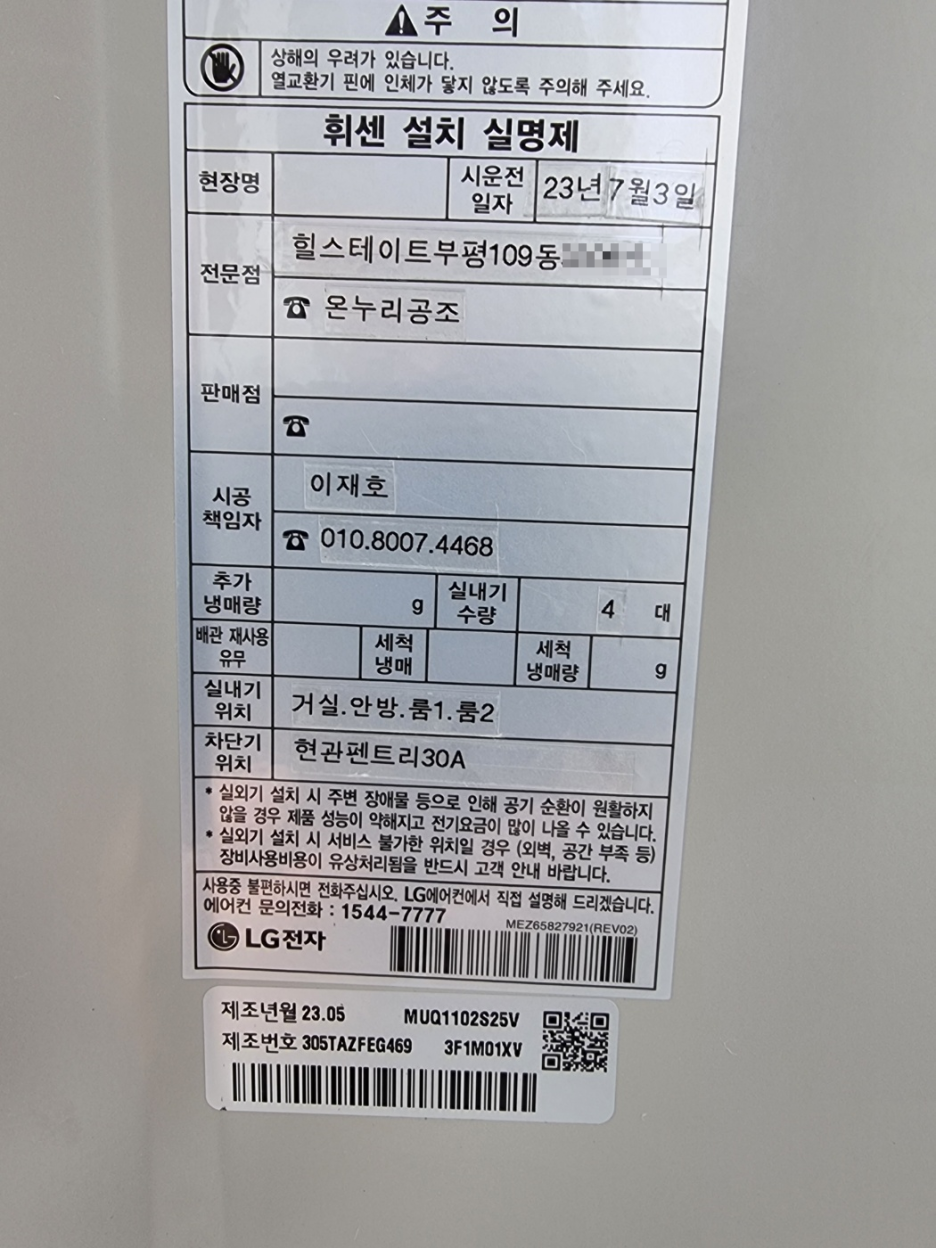 주 의
상해의 우려가 있습니다.
열교환기 핀에 인체가 닿지 않도록 주의해 주세요.
휘센 설치 실명제
현장명
시운전 일자 23년7월3일
전문점
힐스테이트부평109동
☎ 온누리공조
판매점
☎
시공 책임자
이재호
☎ 010.8007.4468
추가 냉매량 g 실내기 수량 4 대
배관 재사용 유무 세척 냉매 세척 냉매량 g
실내기 위치 거실.안방.룸1.룸2
차단기 위치 현관펜트리30A
* 실외기 설치 시 주변 장애물 등으로 인해 공기 순환이 원활하지
않을 경우 제품 성능이 약해지고 전기요금이 많이 나올 수 있습니다.
* 실외기 설치 시 서비스 불가한 위치일 경우 (외벽, 공간 부족 등)
장비사용비용이 유상처리됨을 반드시 고객 안내 바랍니다.
사용중 불편하시면 전화주십시오. LG에어컨에서 직접 설명해 드리겠습니다.
에어컨 문의전화 : 1544-7777
MEZ65827921(REV02)
LG전자
제조년월 23.05 MUQ1102S25V
제조번호 305TAZFEG469 3F1M01XV